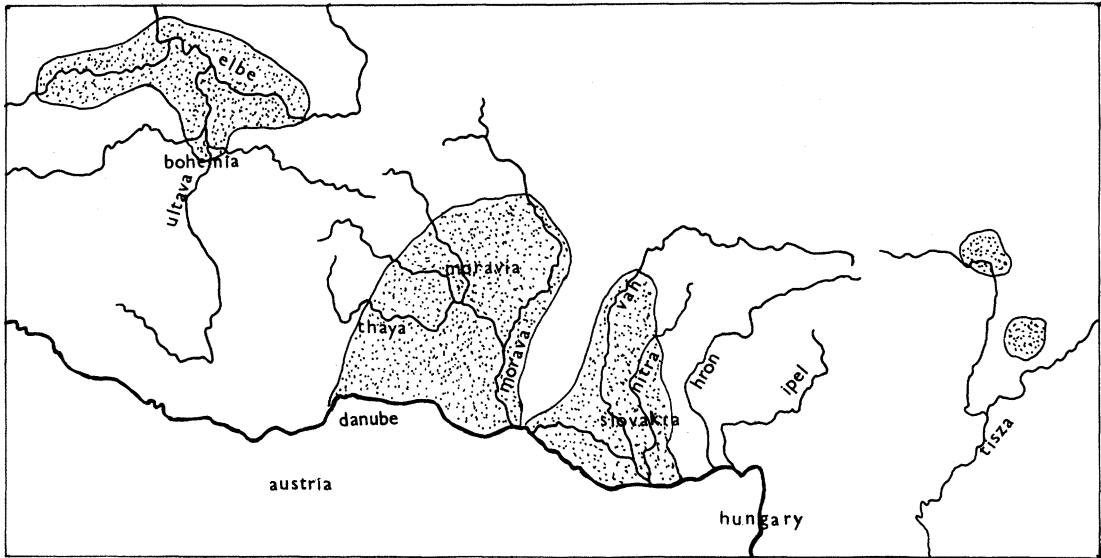 elbe
bohemia
ultava
moravia
vah
thaya
morava
nitra
hron
ipel
danube
slovakia
tisza
austria
hungary